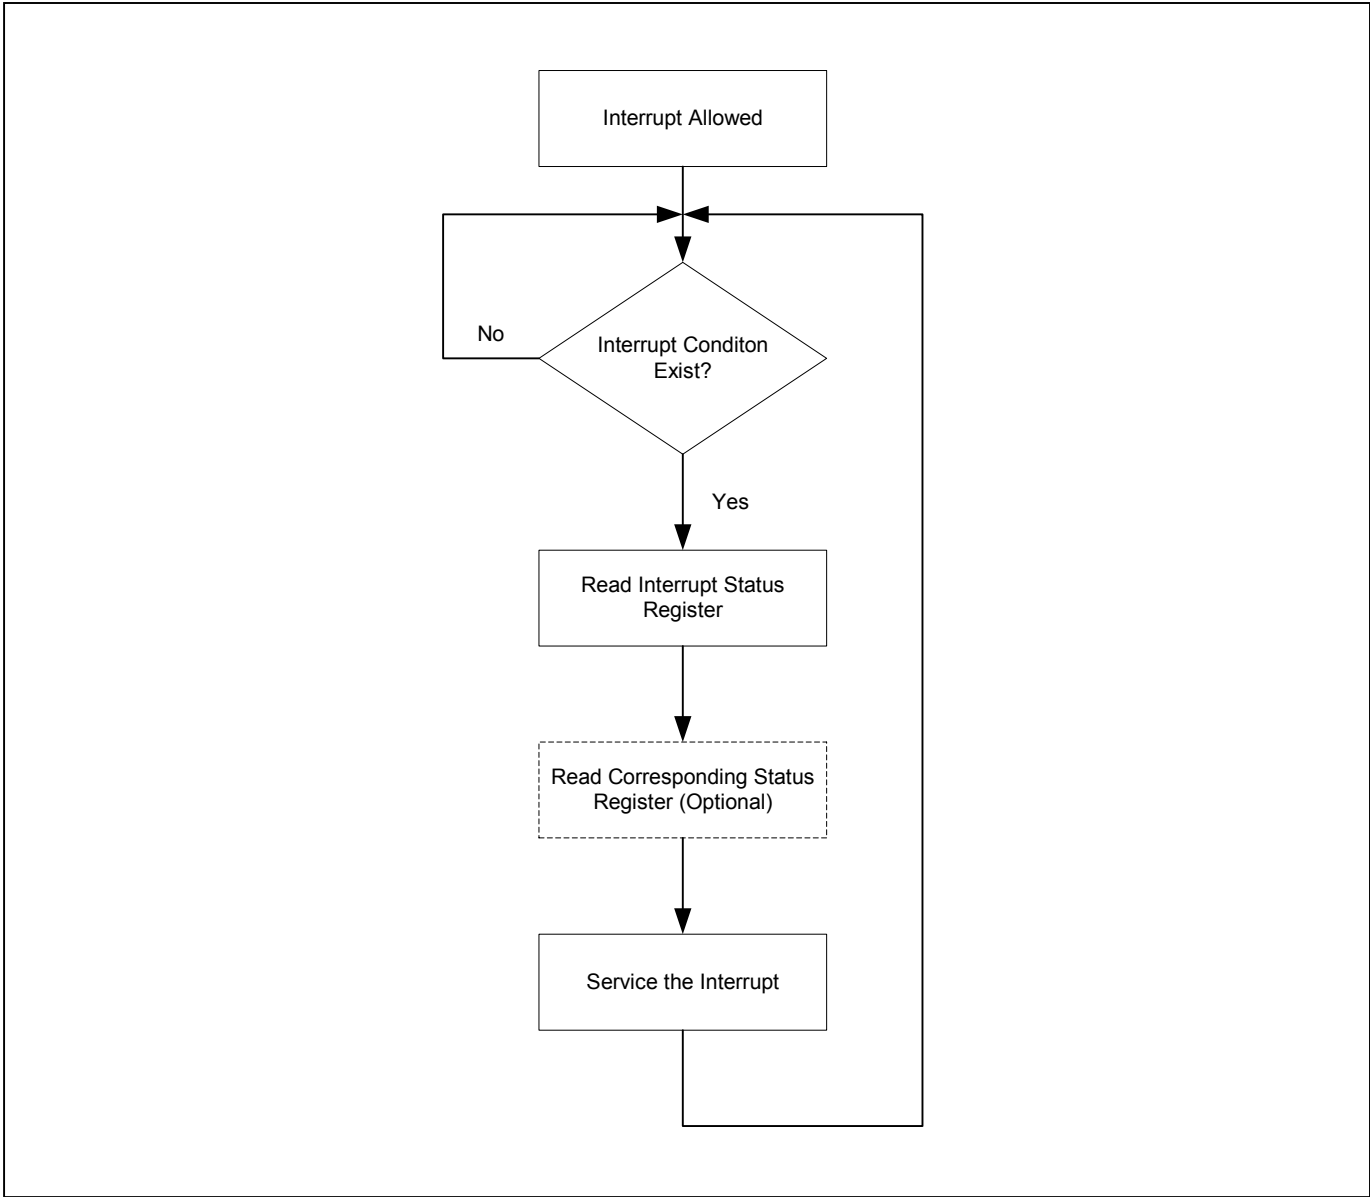 Interrupt Allowed
No
Interrupt Conditon
Exist?
Yes
Read Interrupt Status
Register
Read Corresponding Status
Register (Optional)
Service the Interrupt